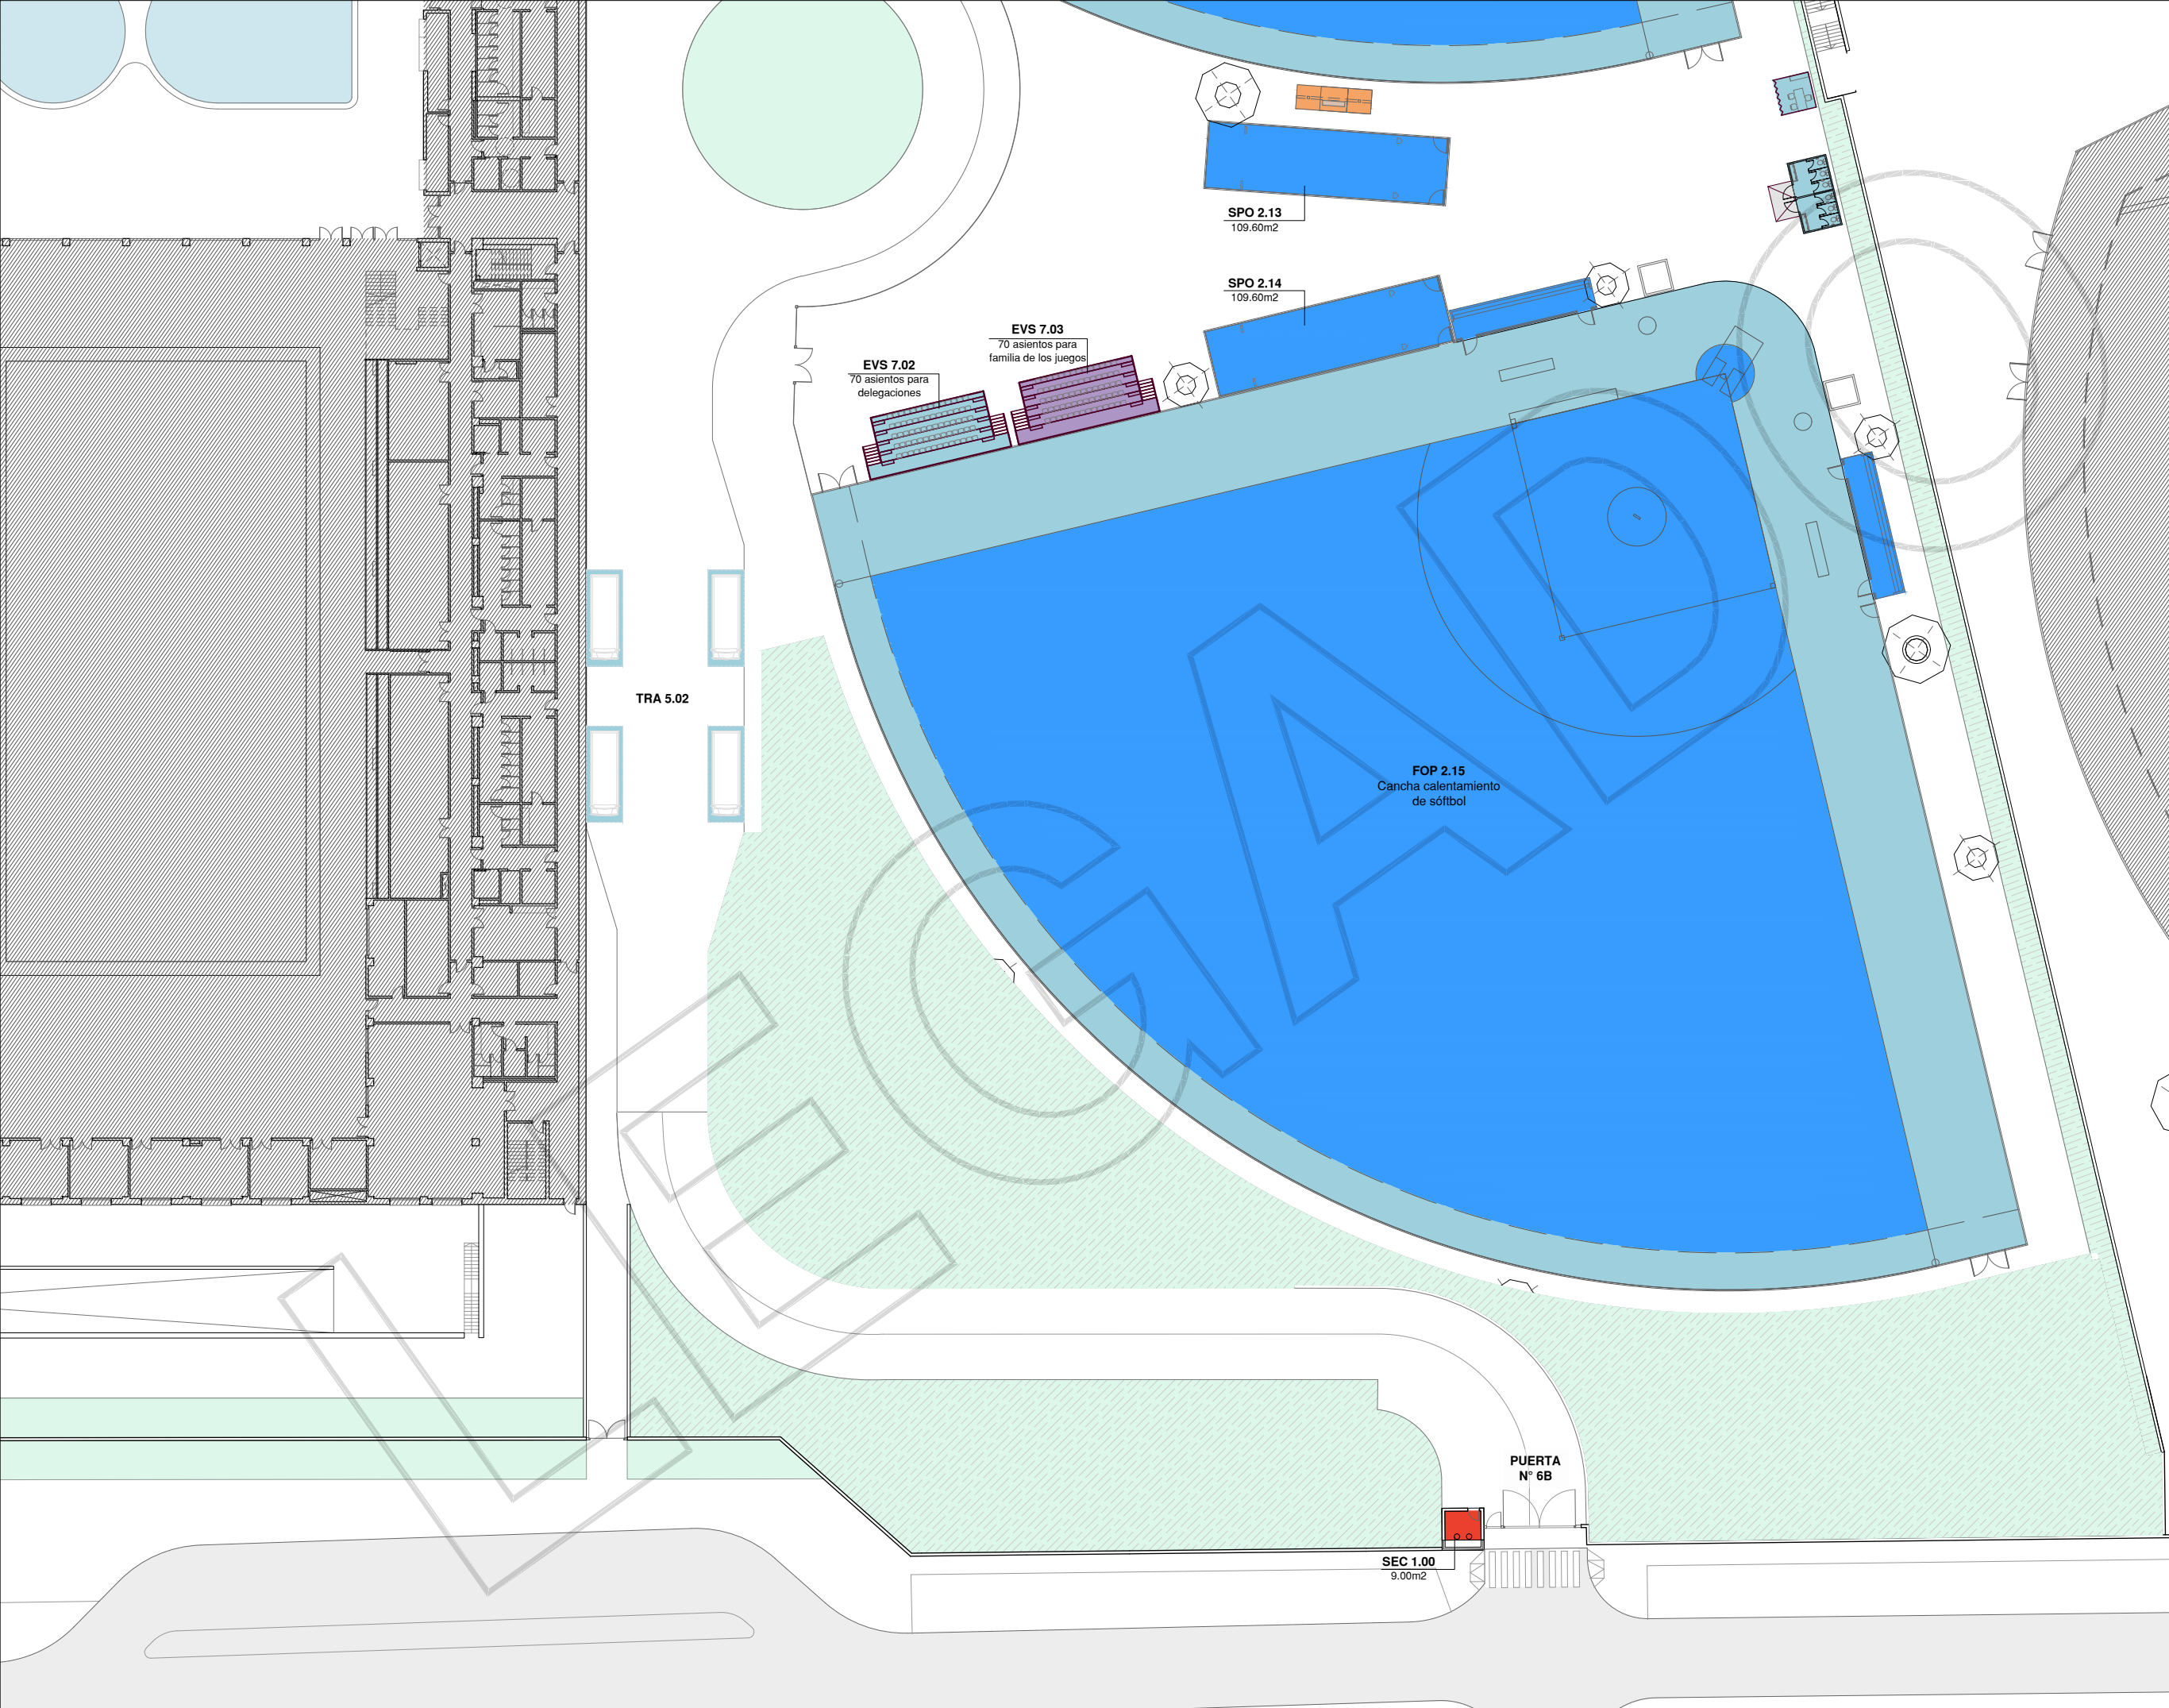 SPO 2.13
109.60m2
SPO 2.14
109.60m2
EVS 7.03
70 asientos para
familia de los juegos
EVS 7.02
70 asientos para
delegaciones
TRA 5.02
FOP 2.15
Cancha calentamiento
de sóftbol
LEGADO
PUERTA
N° 6B
SEC 1.00
9.00m2